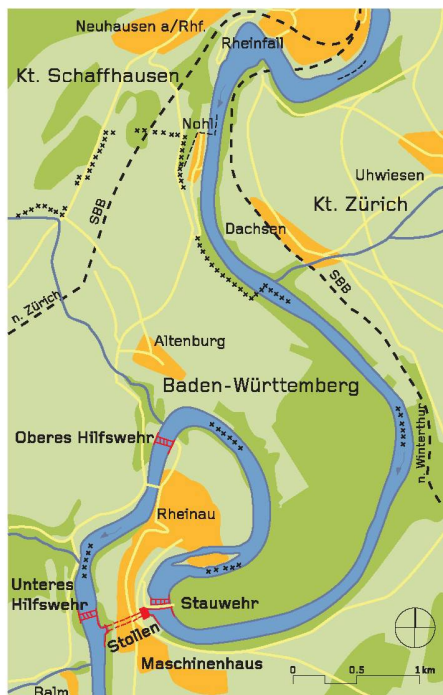 Neuhausen a/Rhf.
Rheinfall
Kt. Schaffhausen
Nohl
Uhwiesen
Kt. Zürich
SBB
Dachsen
SBB
n. Zürich
Altenburg
Baden-Württemberg
Oberes Hilfswehr
n. Winterthur
Rheinau
Unteres
Hilfswehr
Stauwehr
Stollen
Maschinenhaus
Balm
0 0.5 1 km